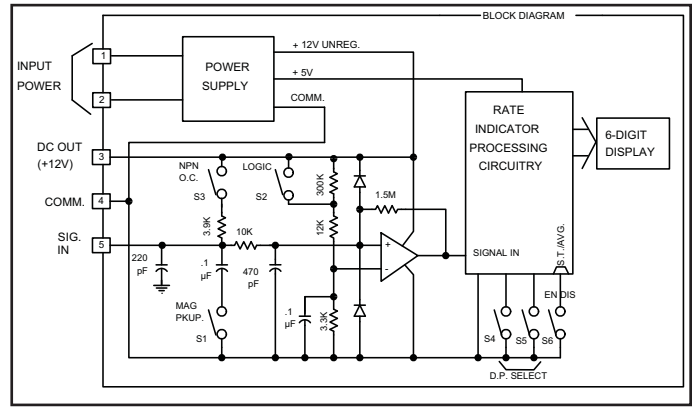 BLOCK DIAGRAM
INPUT
POWER
1
2
POWER
SUPPLY
+ 12V UNREG.
+ 5V
COMM.
RATE
INDICATOR
PROCESSING
CIRCUITRY
6-DIGIT
DISPLAY
DC OUT
(+12V)
3
NPN
O.C.
S3
LOGIC
S2
300K
1.5M
COMM.
4
3.9K
12K
SIG.
IN
5
10K
+
-
SIGNAL IN
S.T./AVG.
220
pF
.1
µF
470
pF
EN DIS
MAG
PKUP.
S1
.1
µF
3.3K
S4
S5
S6
D.P. SELECT